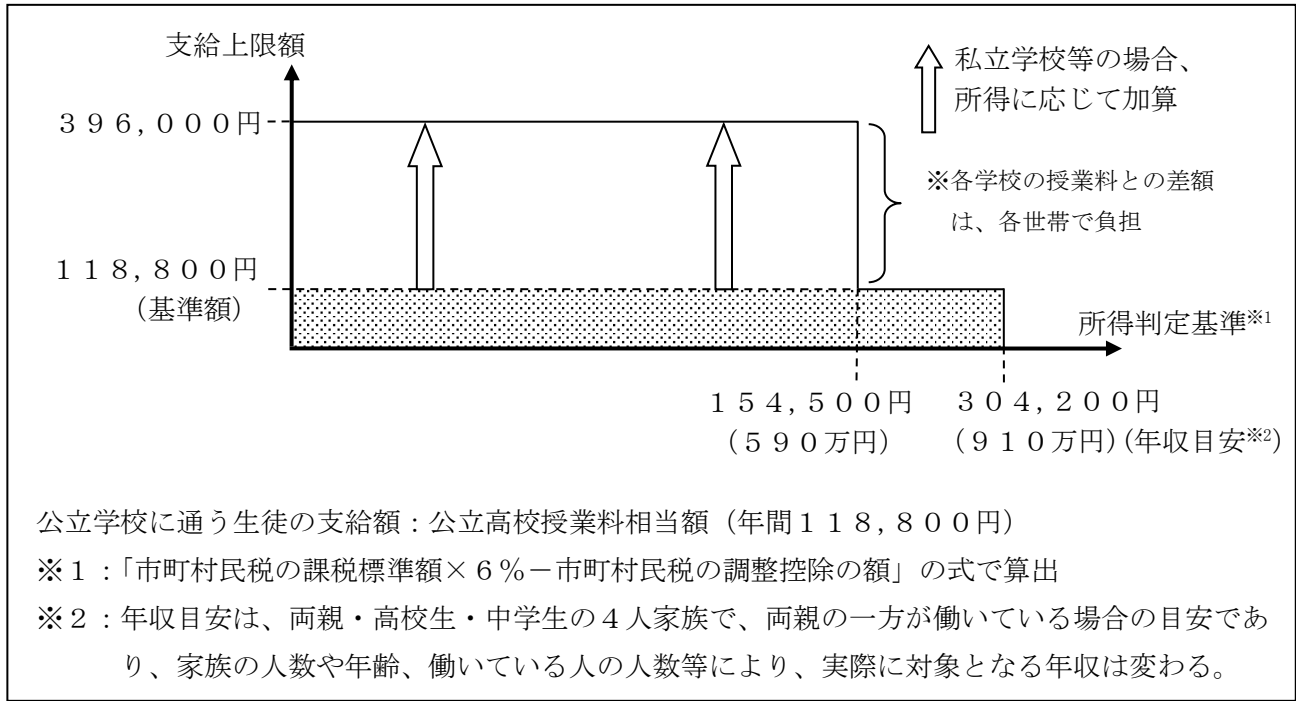 支給上限額
私立学校等の場合、
所得に応じて加算
３９６,０００円
※各学校の授業料との差額
は、各世帯で負担
１１８,８００円
(基準額)
所得判定基準※1
１５４,５００円 ３０４,２００円
(５９０万円) (９１０万円)(年収目安※2)
公立学校に通う生徒の支給額：公立高校授業料相当額（年間１１８,８００円）
※１：「市町村民税の課税標準額×６％－市町村民税の調整控除の額」の式で算出
※２：年収目安は、両親・高校生・中学生の４人家族で、両親の一方が働いている場合の目安であ
り、家族の人数や年齢、働いている人の人数等により、実際に対象となる年収は変わる。